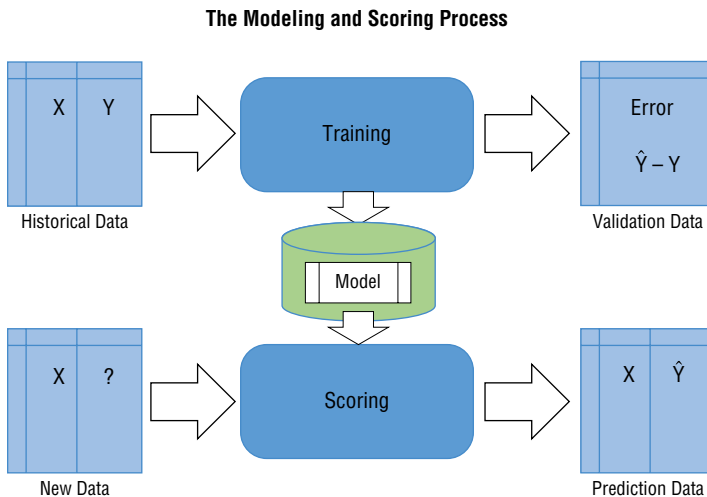 The Modeling and Scoring Process
X Y
Training
Error
Ŷ – Y
Historical Data
Validation Data
Model
X ?
Scoring
X Ŷ
New Data
Prediction Data